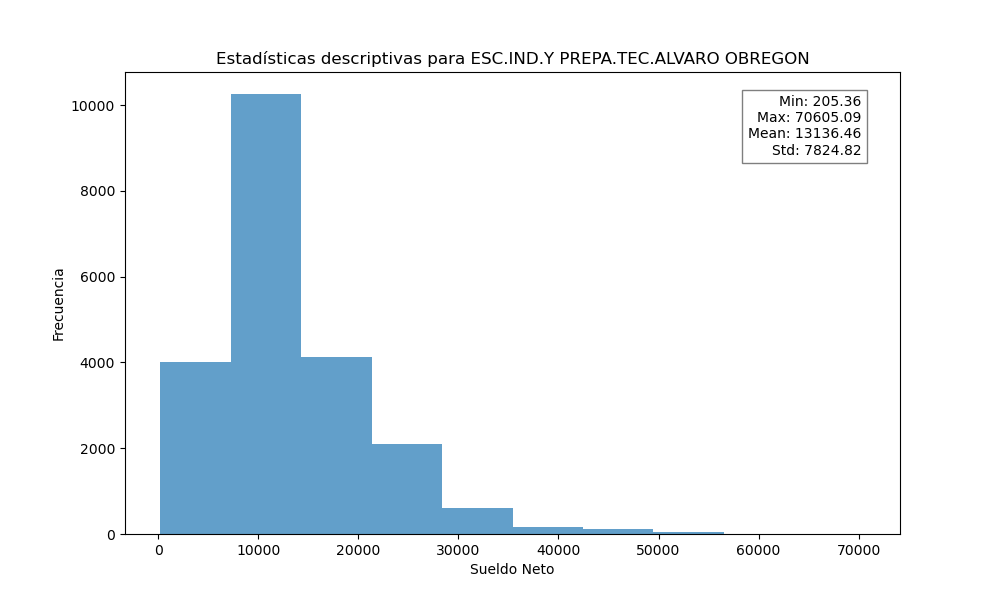 Estadísticas descriptivas para ESC.IND.Y PREPA.TEC.ALVARO OBREGON
Min: 205.36
Max: 70605.09
Mean: 13136.46
Std: 7824.82
10000
8000
6000
4000
2000
0
Frecuencia
0 10000 20000 30000 40000 50000 60000 70000
Sueldo Neto